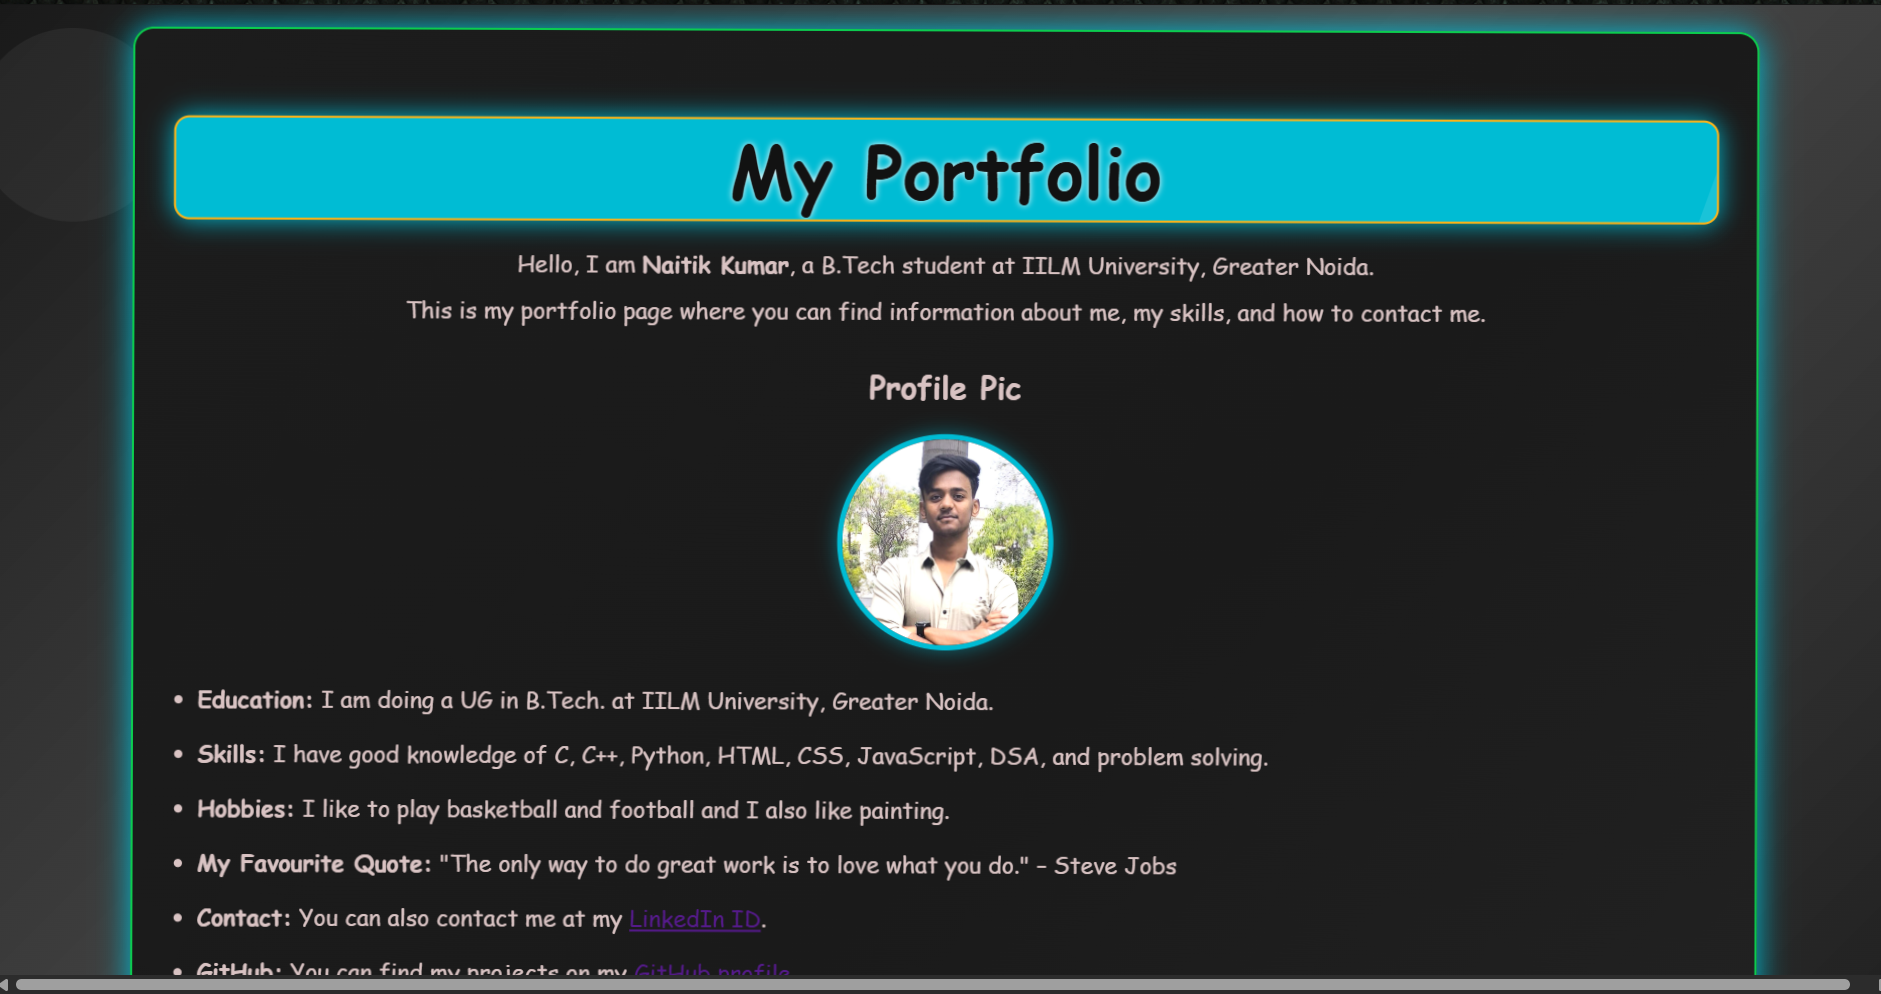 My Portfolio
Hello, I am Naitik Kumar, a B.Tech student at IILM University, Greater Noida.
This is my portfolio page where you can find information about me, my skills, and how to contact me.
Profile Pic
• Education: I am doing a UG in B.Tech. at IILM University, Greater Noida.
• Skills: I have good knowledge of C, C++, Python, HTML, CSS, JavaScript, DSA, and problem solving.
• Hobbies: I like to play basketball and football and I also like painting.
• My Favourite Quote: "The only way to do great work is to love what you do." – Steve Jobs
• Contact: You can also contact me at my LinkedIn ID.
• GitHub: You can find my projects on my GitHub profile